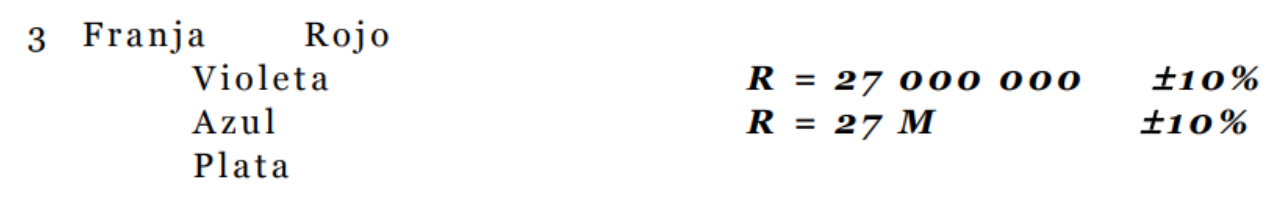 3 Franja Rojo
Violeta R = 27 000 000 ±10%
Azul R = 27 M ±10%
Plata